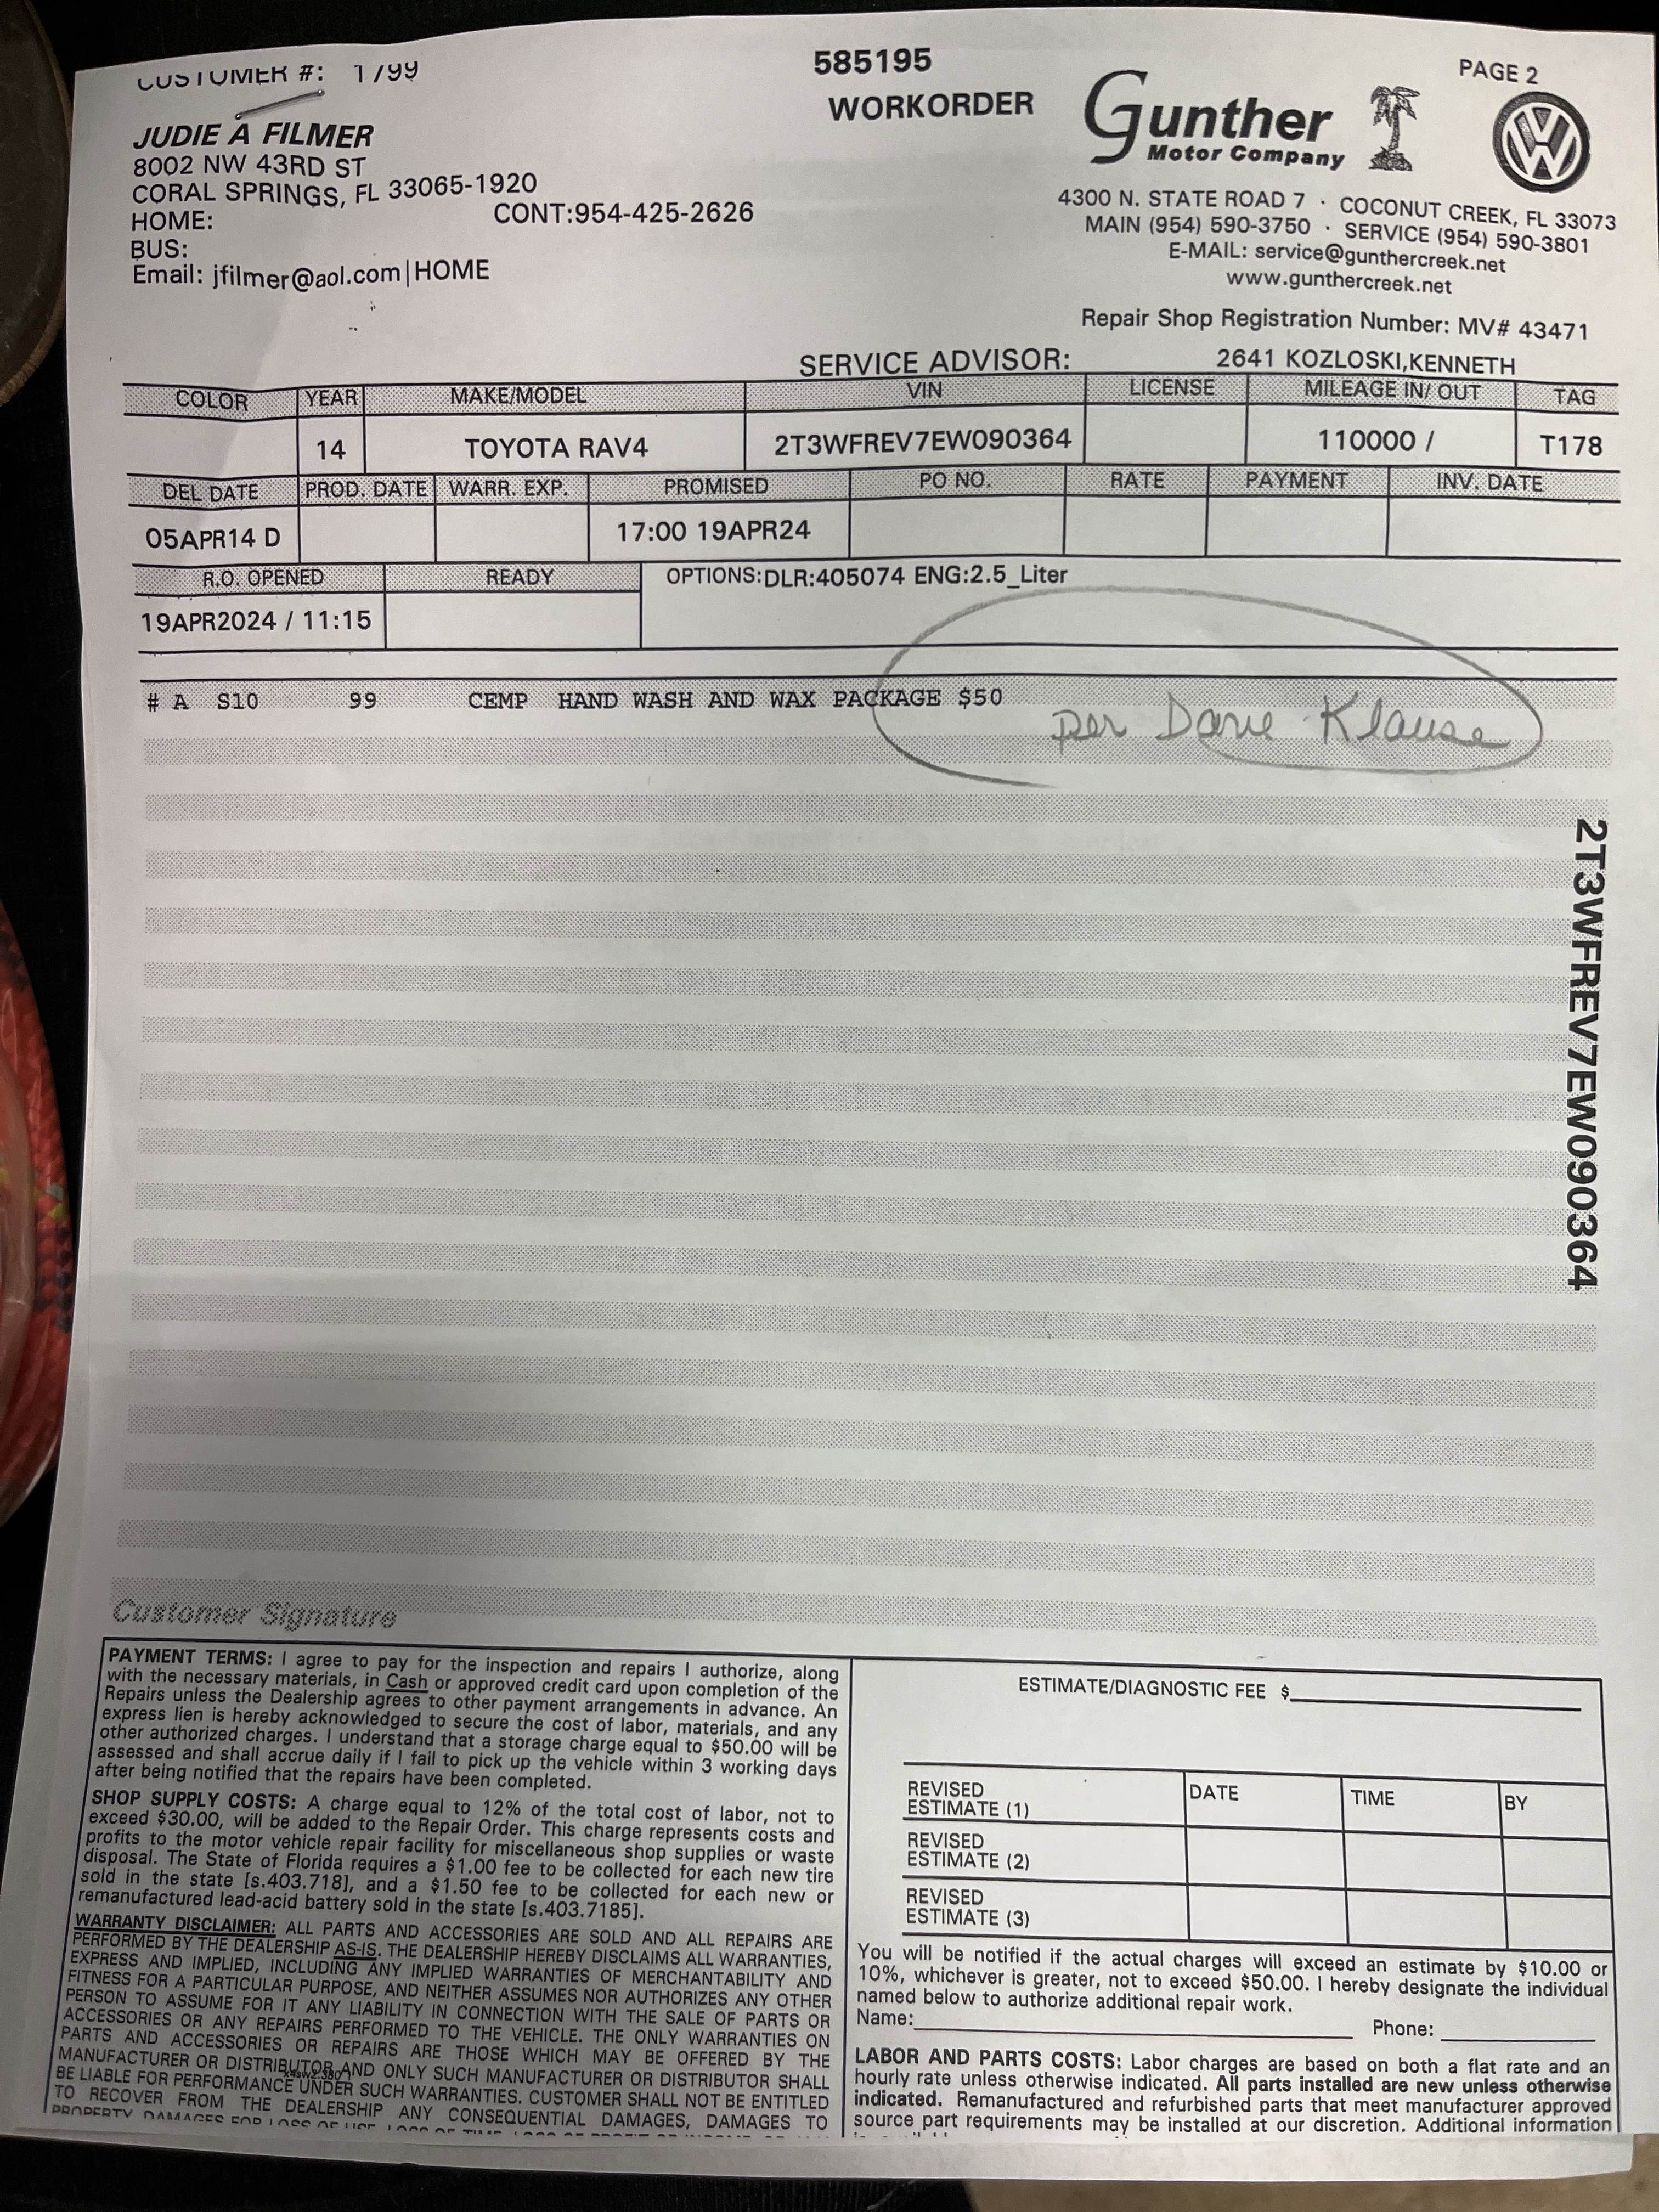 CUSTOMER #: 1799
585195
WORKORDER
PAGE 2
Gunther
Motor Company
JUDIE A FILMER
8002 NW 43RD ST
CORAL SPRINGS, FL 33065-1920
HOME: CONT:954-425-2626
BUS:
Email: jfilmer@aol.com|HOME
4300 N. STATE ROAD 7 · COCONUT CREEK, FL 33073
MAIN (954) 590-3750 · SERVICE (954) 590-3801
E-MAIL: service@gunthercreek.net
www.gunthercreek.net
Repair Shop Registration Number: MV# 43471
SERVICE ADVISOR: 2641 KOZLOSKI,KENNETH
COLOR YEAR MAKE/MODEL VIN LICENSE MILEAGE IN/ OUT TAG
14 TOYOTA RAV4 2T3WFREV7EW090364 110000 / T178
DEL DATE PROD. DATE WARR. EXP. PROMISED PO NO. RATE PAYMENT INV. DATE
05APR14 D 17:00 19APR24
R.O. OPENED READY OPTIONS:DLR:405074 ENG:2.5_Liter
19APR2024 / 11:15
# A S10 99 CEMP HAND WASH AND WAX PACKAGE $50
per Dave Klause
2T3WFREV7EW090364
Customer Signature
PAYMENT TERMS: I agree to pay for the inspection and repairs I authorize, along
with the necessary materials, in Cash or approved credit card upon completion of the
Repairs unless the Dealership agrees to other payment arrangements in advance. An
express lien is hereby acknowledged to secure the cost of labor, materials, and any
other authorized charges. I understand that a storage charge equal to $50.00 will be
assessed and shall accrue daily if I fail to pick up the vehicle within 3 working days
after being notified that the repairs have been completed.
SHOP SUPPLY COSTS: A charge equal to 12% of the total cost of labor, not to
exceed $30.00, will be added to the Repair Order. This charge represents costs and
profits to the motor vehicle repair facility for miscellaneous shop supplies or waste
disposal. The State of Florida requires a $1.00 fee to be collected for each new tire
sold in the state [s.403.718], and a $1.50 fee to be collected for each new or
remanufactured lead-acid battery sold in the state [s.403.7185].
WARRANTY DISCLAIMER: ALL PARTS AND ACCESSORIES ARE SOLD AND ALL REPAIRS ARE
PERFORMED BY THE DEALERSHIP AS-IS. THE DEALERSHIP HEREBY DISCLAIMS ALL WARRANTIES,
EXPRESS AND IMPLIED, INCLUDING ANY IMPLIED WARRANTIES OF MERCHANTABILITY AND
FITNESS FOR A PARTICULAR PURPOSE, AND NEITHER ASSUMES NOR AUTHORIZES ANY OTHER
PERSON TO ASSUME FOR IT ANY LIABILITY IN CONNECTION WITH THE SALE OF PARTS OR
ACCESSORIES OR ANY REPAIRS PERFORMED TO THE VEHICLE. THE ONLY WARRANTIES ON
PARTS AND ACCESSORIES OR REPAIRS ARE THOSE WHICH MAY BE OFFERED BY THE
MANUFACTURER OR DISTRIBUTOR AND ONLY SUCH MANUFACTURER OR DISTRIBUTOR SHALL
BE LIABLE FOR PERFORMANCE UNDER SUCH WARRANTIES. CUSTOMER SHALL NOT BE ENTITLED
TO RECOVER FROM THE DEALERSHIP ANY CONSEQUENTIAL DAMAGES, DAMAGES TO
PROPERTY DAMAGES FOR LOSS OF USE, LOSS OF TIME, LOSS OF PROFIT OR INCOME
ESTIMATE/DIAGNOSTIC FEE $
REVISED
ESTIMATE (1) DATE TIME BY
REVISED
ESTIMATE (2)
REVISED
ESTIMATE (3)
You will be notified if the actual charges will exceed an estimate by $10.00 or
10%, whichever is greater, not to exceed $50.00. I hereby designate the individual
named below to authorize additional repair work.
Name: Phone:
LABOR AND PARTS COSTS: Labor charges are based on both a flat rate and an
hourly rate unless otherwise indicated. All parts installed are new unless otherwise
indicated. Remanufactured and refurbished parts that meet manufacturer approved
source part requirements may be installed at our discretion. Additional information